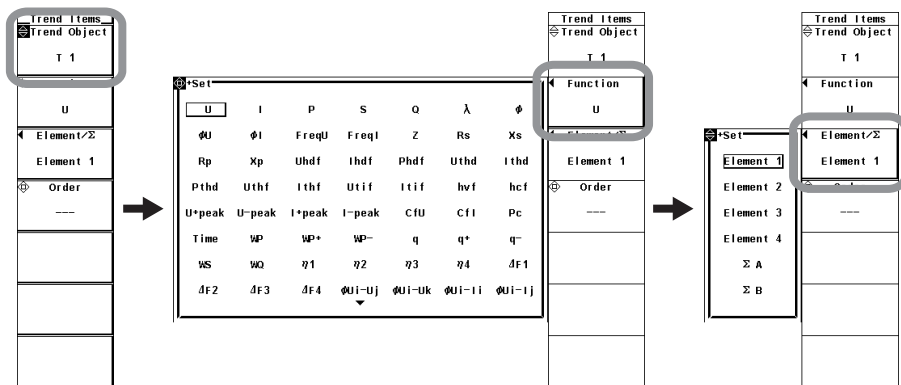 Trend Items
Trend Object
T 1
U
Element/Σ
Element 1
Order
---
+Set
U I P S Q λ ϕ
ϕU ϕI FreqU FreqI Z Rs Xs
Rp Xp Uhdf Ihdf Phdf Uthd Ithd
Pthd Uthf Ithf Utif Itif hvf hcf
U+peak U-peak I+peak I-peak CfU CfI Pc
Time WP WP+ WP- q q+ q-
WS WQ η1 η2 η3 η4 ΔF1
ΔF2 ΔF3 ΔF4 ϕUi-Uj ϕUi-Uk ϕUi-Ii ϕUi-Ij
Trend Items
Trend Object
T 1
Function
U
Element/Σ
Element 1
Order
---
+Set
Element 1
Element 2
Element 3
Element 4
Σ A
Σ B
Trend Items
Trend Object
T 1
Function
U
Element/Σ
Element 1
---